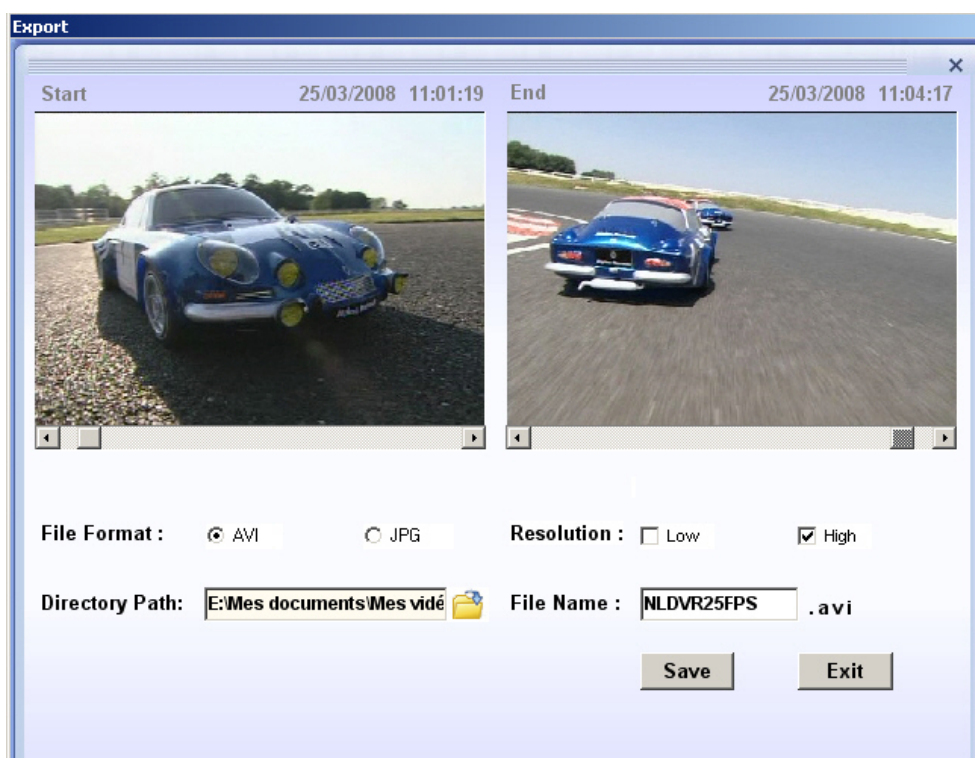 Export
Start 25/03/2008 11:01:19 End 25/03/2008 11:04:17
File Format : AVI JPG Resolution : Low High
Directory Path: E:\Mes documents\Mes vidé File Name : NLDVR25FPS .avi
Save Exit